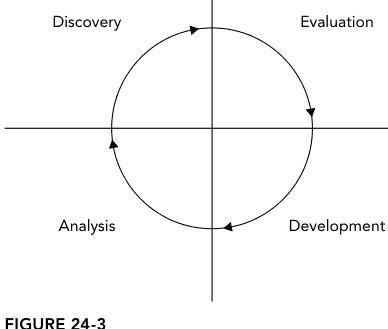 Discovery
Evaluation
Analysis
Development
FIGURE 24-3